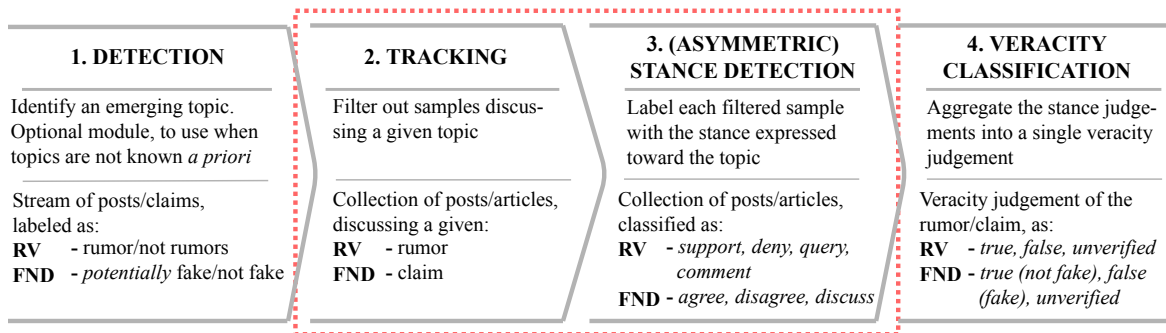 1. DETECTION
Identify an emerging topic.
Optional module, to use when
topics are not known a priori
Stream of posts/claims,
labeled as:
RV - rumor/not rumors
FND - potentially fake/not fake
2. TRACKING
Filter out samples discus-
sing a given topic
Collection of posts/articles,
discussing a given:
RV - rumor
FND - claim
3. (ASYMMETRIC)
STANCE DETECTION
Label each filtered sample
with the stance expressed
toward the topic
Collection of posts/articles,
classified as:
RV - support, deny, query,
comment
FND - agree, disagree, discuss
4. VERACITY
CLASSIFICATION
Aggregate the stance judge-
ments into a single veracity
judgement
Veracity judgement of the
rumor/claim, as:
RV - true, false, unverified
FND - true (not fake), false
(fake), unverified